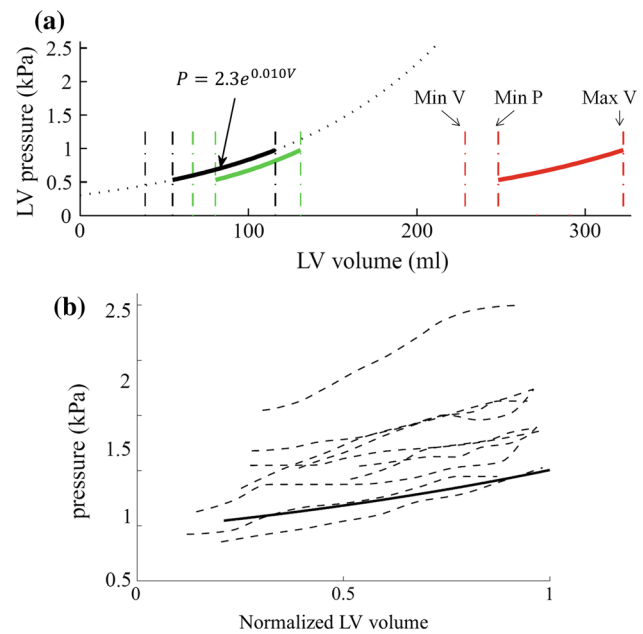 (a)
LV pressure (kPa)
2.5
2
1.5
1
0.5
0
P = 2.3e^{0.010V}
Min V
Min P
Max V
0
100
200
300
LV volume (ml)
(b)
pressure (kPa)
2.5
2
1.5
1
0.5
0
0.5
1
Normalized LV volume